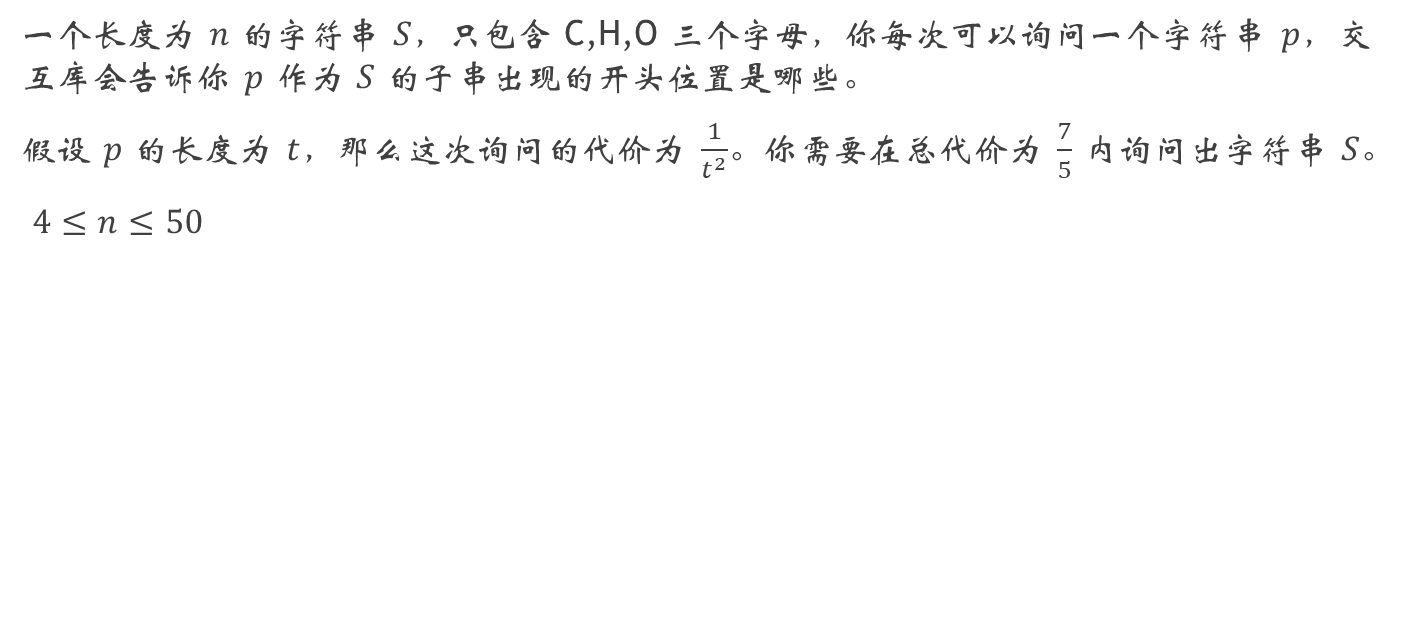 一个长度为 n 的字符串 S，只包含 C,H,O 三个字母，你每次可以询问一个字符串 p，交
互库会告诉你 p 作为 S 的子串出现的开头位置是哪些。
假设 p 的长度为 t，那么这次询问的代价为 1/t²。你需要在总代价为 7/5 内询问出字符串 S。
4 ≤ n ≤ 50